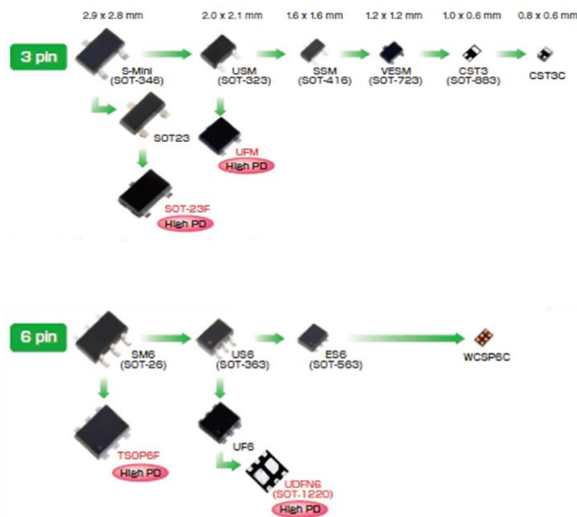 2.9 x 2.8 mm
2.0 x 2.1 mm
1.6 x 1.6 mm
1.2 x 1.2 mm
1.0 x 0.6 mm
0.8 x 0.6 mm
3 pin
S-Mini
(SOT-346)
USM
(SOT-323)
SSM
(SOT-416)
VESM
(SOT-723)
CST3
(SOT-883)
CST3C
SOT23
UFM
High PD
SOT-23F
High PD
6 pin
SM6
(SOT-26)
US6
(SOT-363)
ES6
(SOT-563)
WCSP6C
TSOP6F
High PD
UF6
UDFN6
(SOT-1220)
High PD